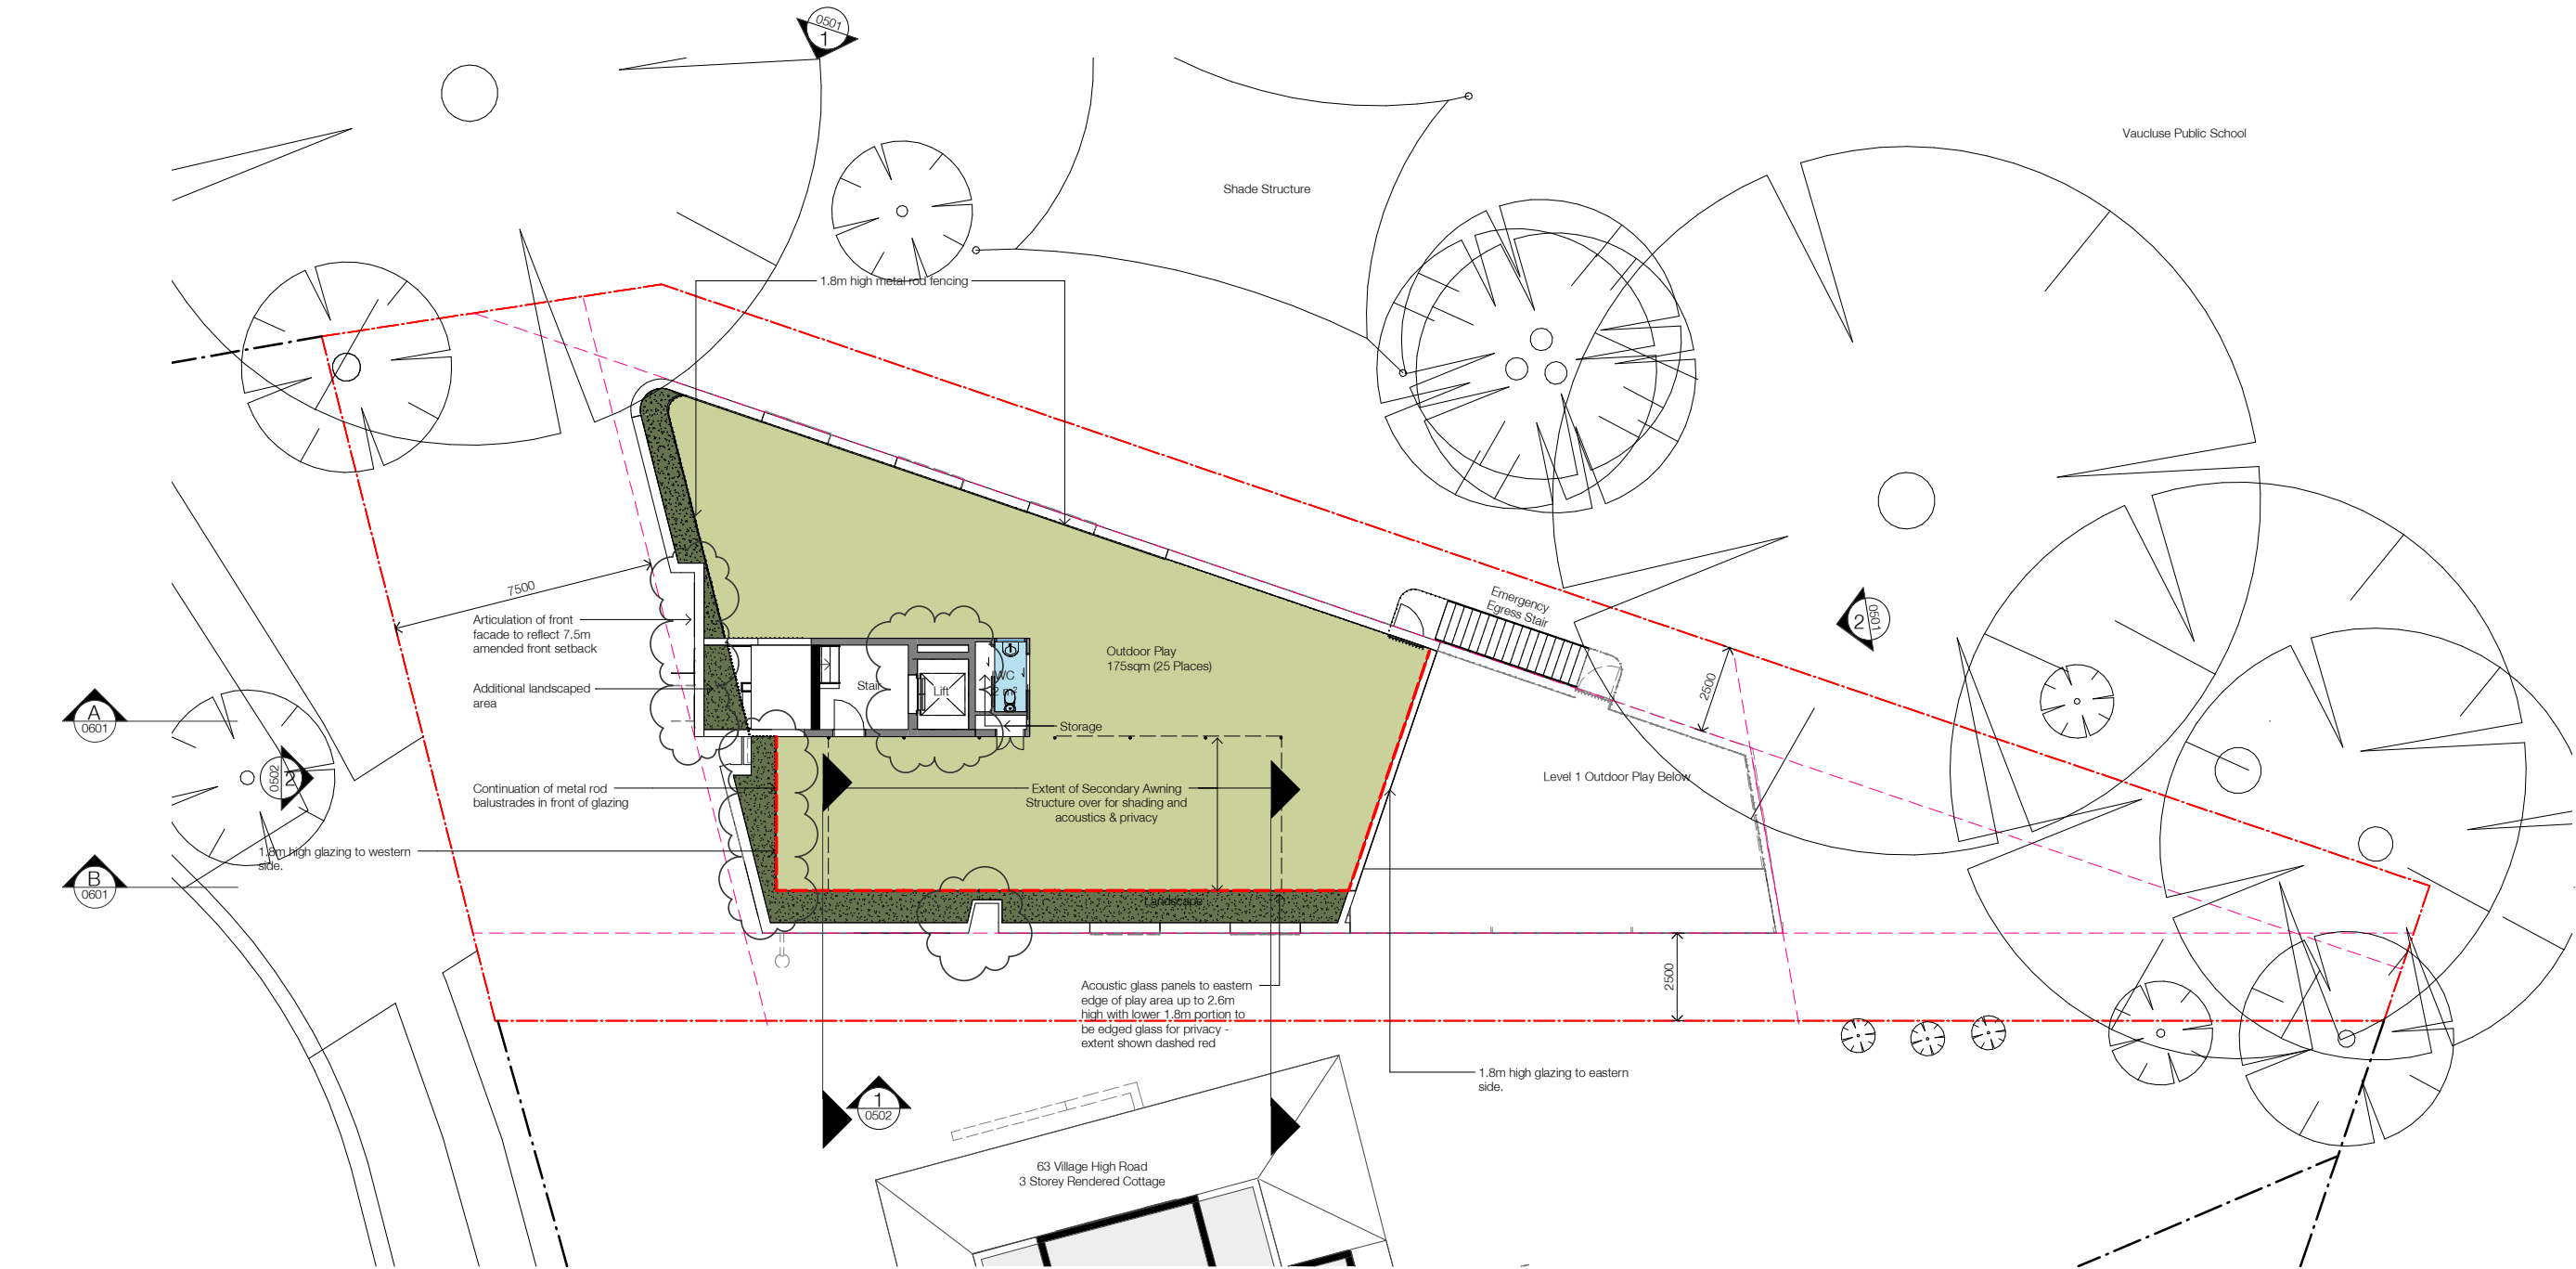 0501
1
Vaucluse Public School
Shade Structure
1.8m high metal rod fencing
7500
Articulation of front
facade to reflect 7.5m
amended front setback
Emergency
Egress Stair
2
0501
Outdoor Play
175sqm (25 Places)
Stair
Lift
WC
2 m²
Additional landscaped
area
2500
A
0601
Storage
0502
2
Continuation of metal rod
balustrades in front of glazing
Extent of Secondary Awning
Structure over for shading and
acoustics & privacy
Level 1 Outdoor Play Below
1.8m high glazing to western
side.
B
0601
Landscape
2500
Acoustic glass panels to eastern
edge of play area up to 2.6m
high with lower 1.8m portion to
be edged glass for privacy -
extent shown dashed red
1.8m high glazing to eastern
side.
1
0502
63 Village High Road
3 Storey Rendered Cottage